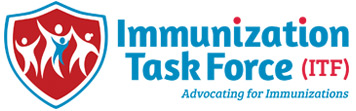 Immunization
Task Force (ITF)
Advocating for Immunizations